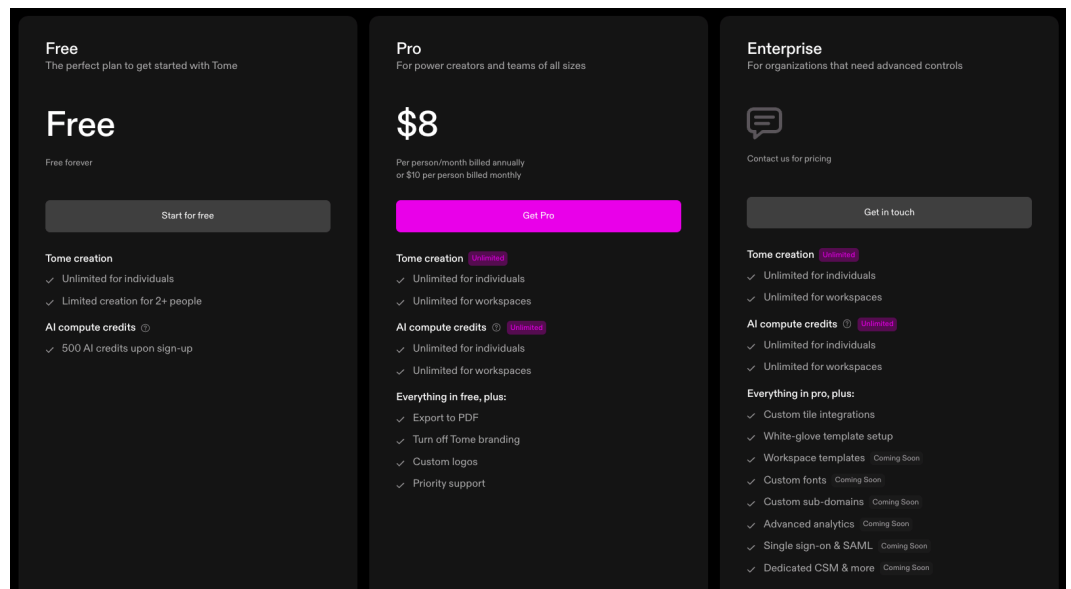 Free
The perfect plan to get started with Tome
Free
Free forever
Start for free
Tome creation
Unlimited for individuals
Limited creation for 2+ people
AI compute credits
500 AI credits upon sign-up
Pro
For power creators and teams of all sizes
$8
Per person/month billed annually
or $10 per person billed monthly
Get Pro
Tome creation Unlimited
Unlimited for individuals
Unlimited for workspaces
AI compute credits Unlimited
Unlimited for individuals
Unlimited for workspaces
Everything in free, plus:
Export to PDF
Turn off Tome branding
Custom logos
Priority support
Enterprise
For organizations that need advanced controls
Contact us for pricing
Get in touch
Tome creation Unlimited
Unlimited for individuals
Unlimited for workspaces
AI compute credits Unlimited
Unlimited for individuals
Unlimited for workspaces
Everything in pro, plus:
Custom tile integrations
White-glove template setup
Workspace templates Coming Soon
Custom fonts Coming Soon
Custom sub-domains Coming Soon
Advanced analytics Coming Soon
Single sign-on & SAML Coming Soon
Dedicated CSM & more Coming Soon